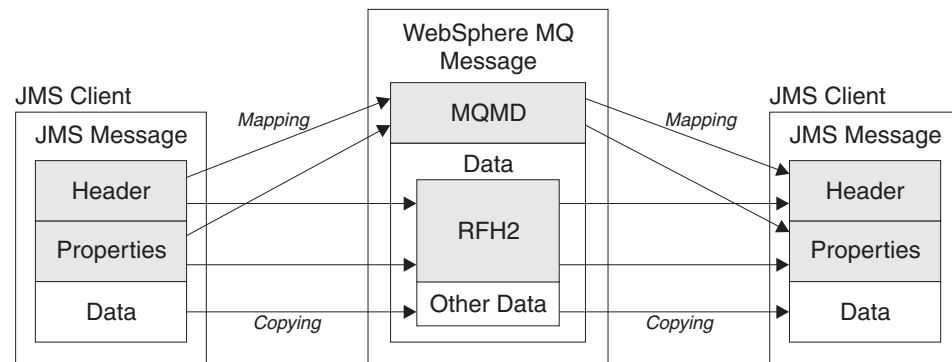 WebSphere MQ
Message
JMS Client
JMS Client
JMS Message
Mapping
MQMD
Mapping
JMS Message
Data
Header
Header
RFH2
Properties
Properties
Other Data
Data
Data
Copying
Copying